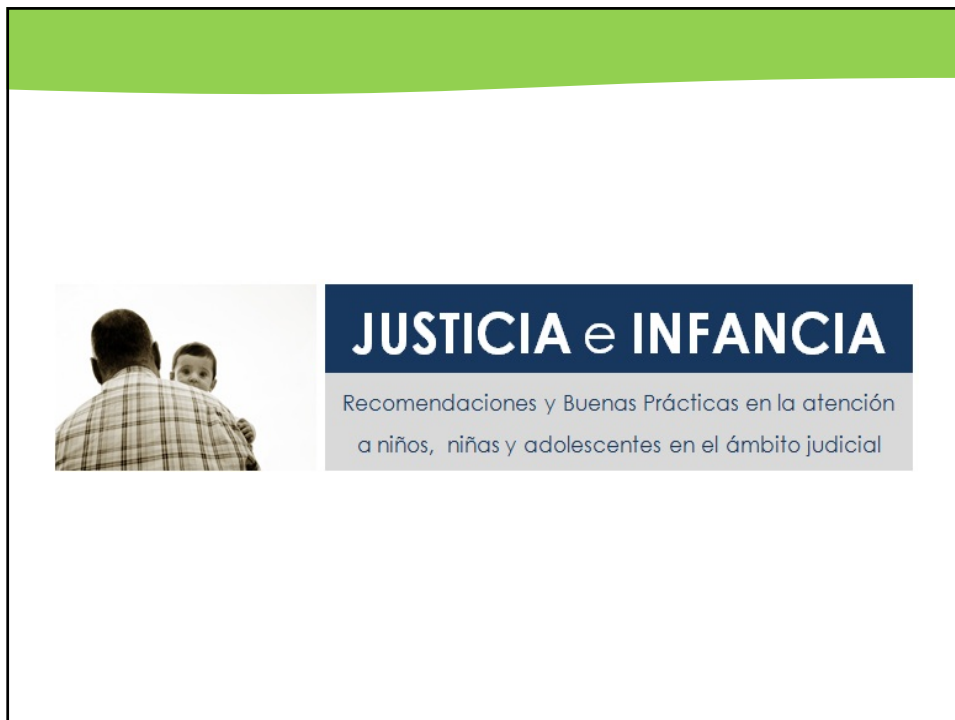 JUSTICIA e INFANCIA
Recomendaciones y Buenas Prácticas en la atención
a niños, niñas y adolescentes en el ámbito judicial